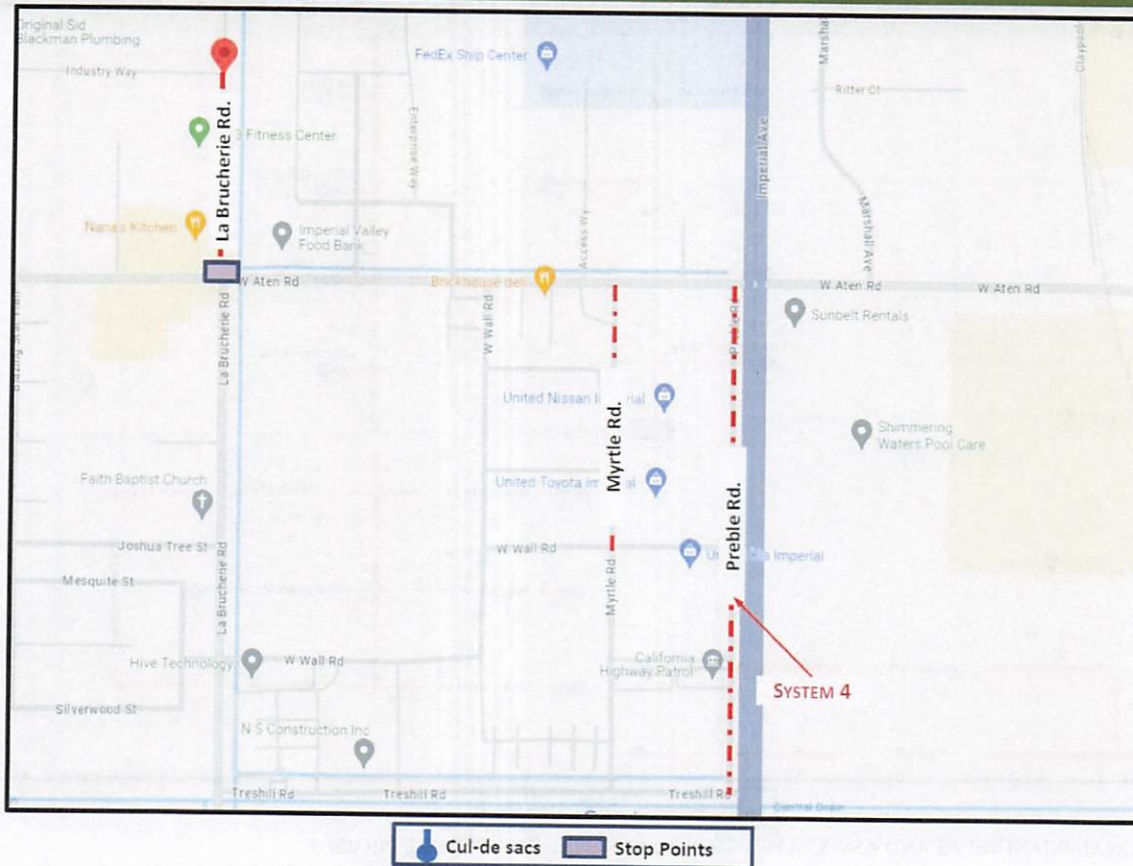 Original Sid
Blackman Plumbing
Industry Way
La Brucherie Rd.
3 Fitness Center
Nana's Kitchen
Imperial Valley
Food Bank
Enterprise Way
FedEx Ship Center
Access Wy
Imperial Ave
Ritter Ct
Marshall Ave
Claypool
W Aten Rd
Brickhouse deli
W Aten Rd
W Aten Rd
Sunbelt Rentals
La Brucherie Rd
W Wall Rd
Preble Rd
United Nissan
Myrtle Rd.
Shimmering
Waters Pool Care
Faith Baptist Church
United Toyota
Preble Rd.
Joshua Tree St
La Brucherie Rd
W Wall Rd
Imperial
Mesquite St
Myrtle Rd
Hive Technology
W Wall Rd
California
Highway Patrol
SYSTEM 4
Silverwood St
N S Construction Inc
Treshill Rd
Treshill Rd
Treshill Rd
Central Drain
Cul-de sacs
Stop Points